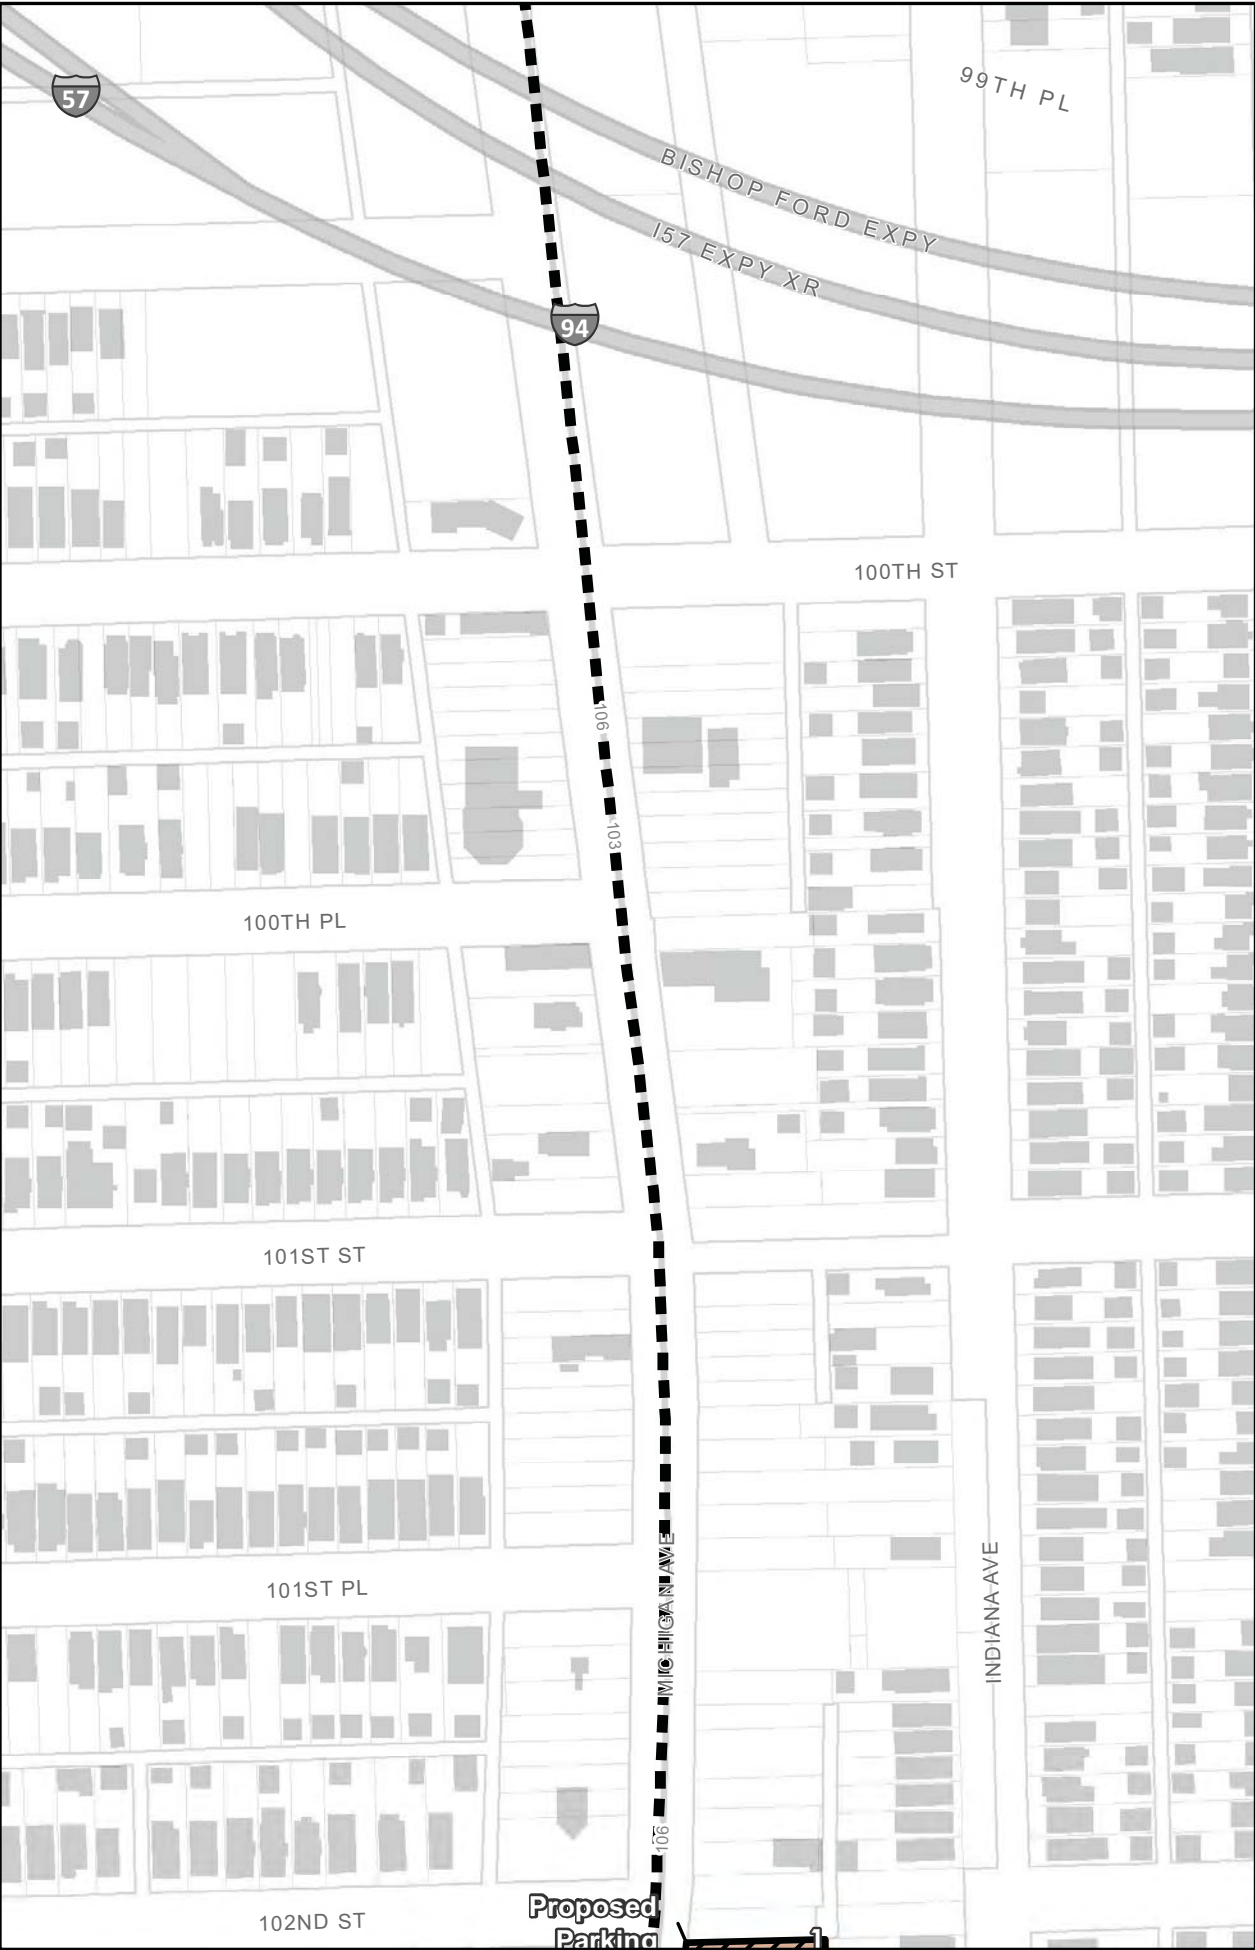 99TH PL
57
BISHOP FORD EXPY
I57 EXPY XR
94
100TH ST
106
103
100TH PL
101ST ST
MICHIGAN AVE
INDIANA AVE
101ST PL
106
Proposed
102ND ST
Parking
1